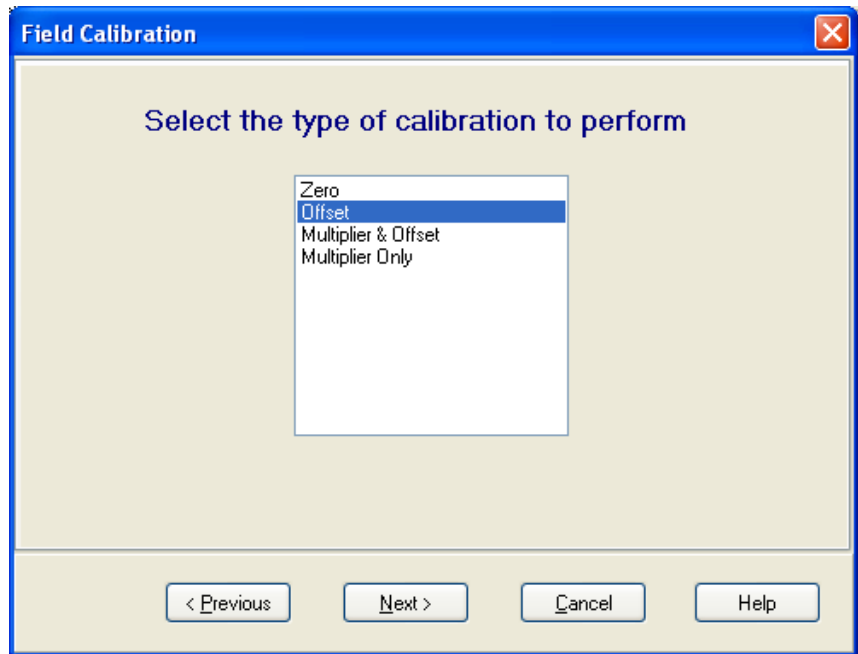 Field Calibration
Select the type of calibration to perform
Zero
Offset
Multiplier & Offset
Multiplier Only
< Previous
Next >
Cancel
Help